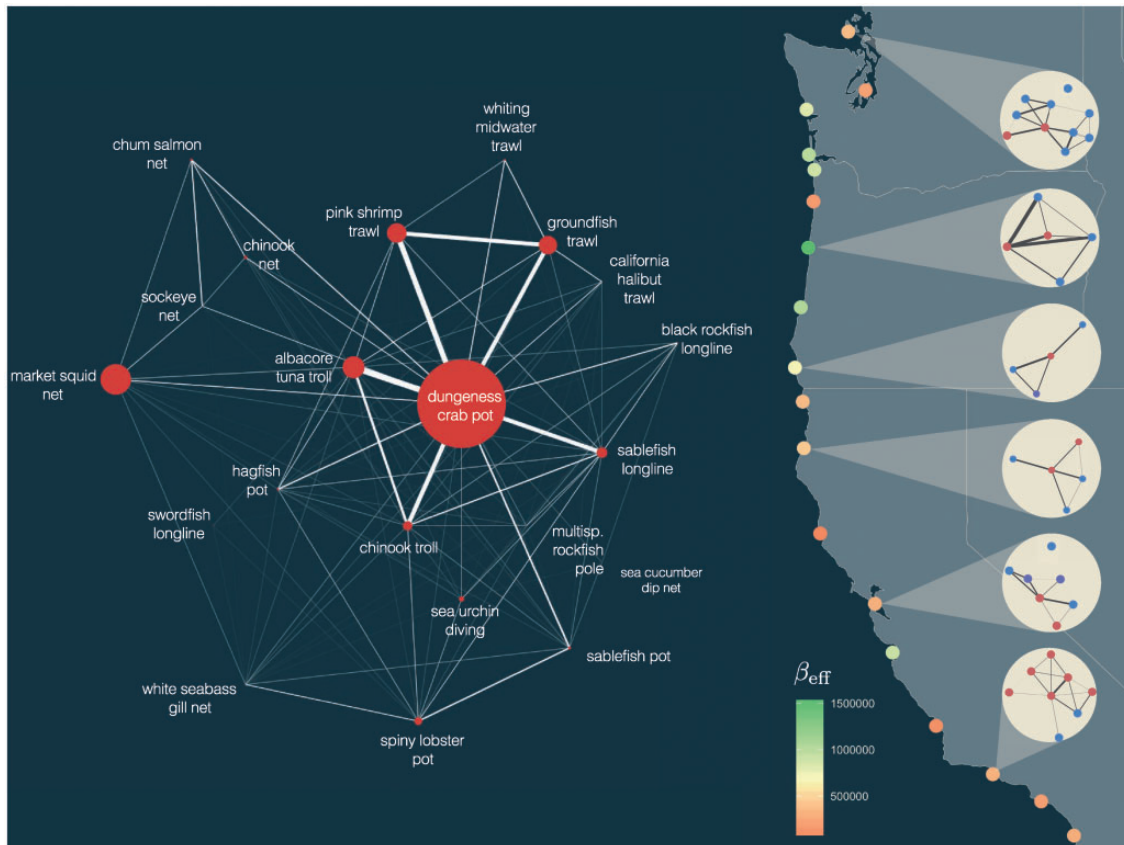 whiting
midwater
trawl
chum salmon
net
pink shrimp
trawl
groundfish
trawl
chinook
net
california
halibut
trawl
sockeye
net
black rockfish
longline
albacore
tuna troll
market squid
net
dungeness
crab pot
sablefish
longline
hagfish
pot
swordfish
longline
chinook troll
multisp.
rockfish
pole
sea cucumber
dip net
sea urchin
diving
sablefish pot
white seabass
gill net
spiny lobster
pot
βeff
1500000
1000000
500000